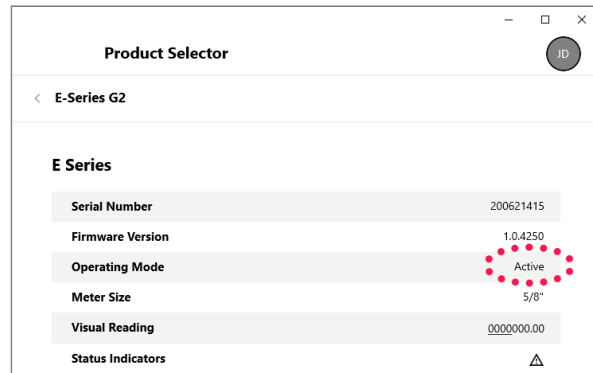 Product Selector
JD
E-Series G2
E Series
Serial Number 200621415
Firmware Version 1.0.4250
Operating Mode Active
Meter Size 5/8"
Visual Reading 0000000.00
Status Indicators